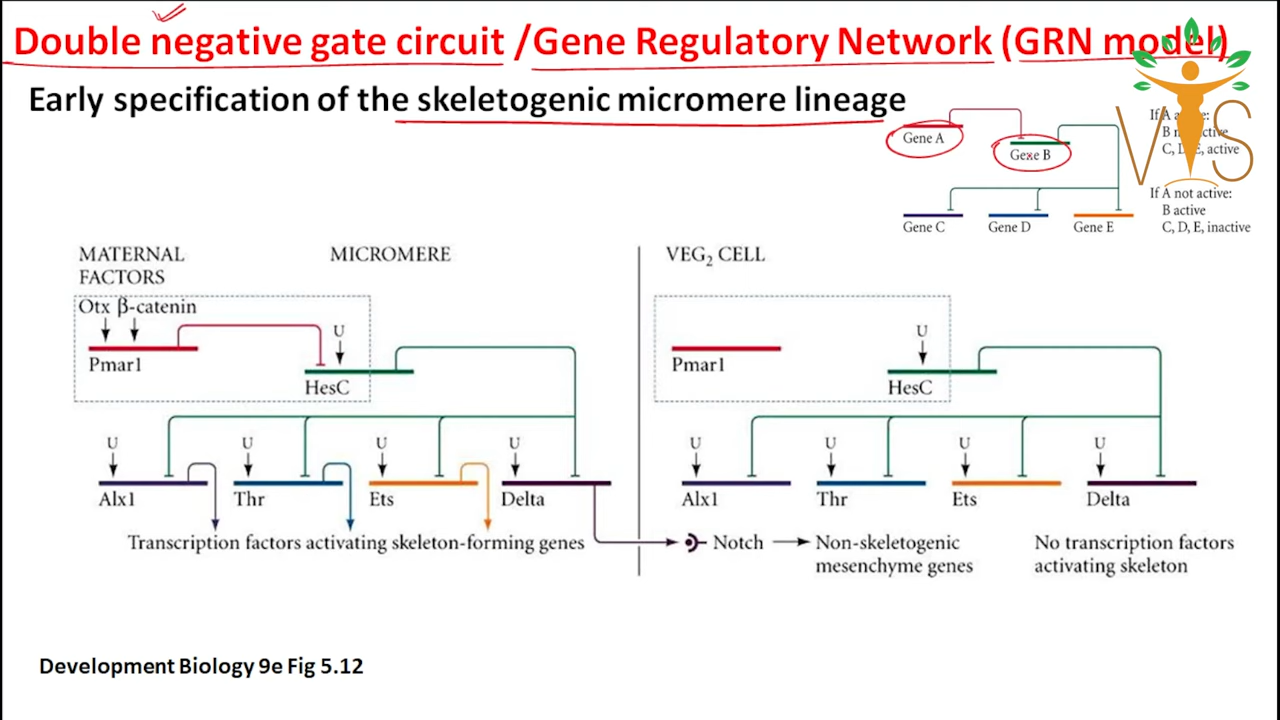 Double negative gate circuit /Gene Regulatory Network (GRN model)
Early specification of the skeletogenic micromere lineage
Gene A
Gene B
If A
B
C, D, E, active
VIS
If A not active:
B active
C, D, E, inactive
Gene C Gene D Gene E
MATERNAL
FACTORS
MICROMERE
VEG₂ CELL
Otx β-catenin
U
Pmar1
HesC
U
Pmar1
HesC
U U U U
Alx1 Thr Ets Delta
U U U U
Alx1 Thr Ets Delta
Transcription factors activating skeleton-forming genes
Notch
Non-skeletogenic
mesenchyme genes
No transcription factors
activating skeleton
Development Biology 9e Fig 5.12